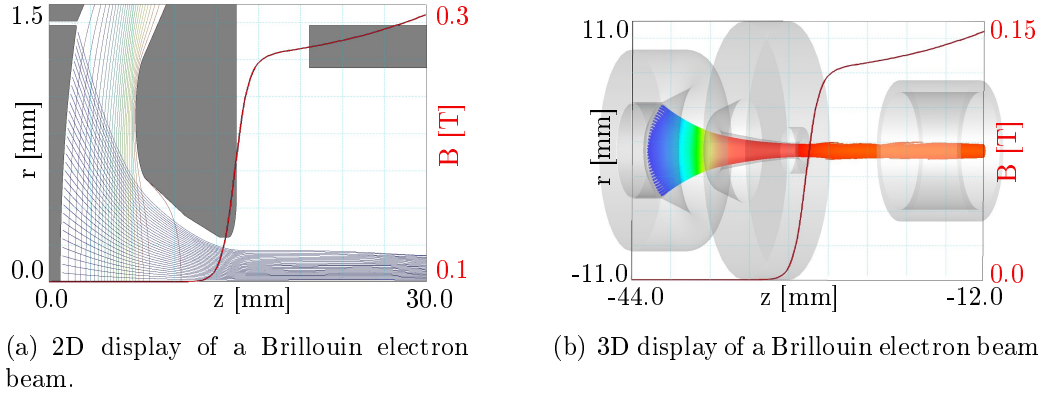 1.5
r [mm]
0.0
0.0
z [mm]
30.0
0.3
B [T]
0.1
(a) 2D display of a Brillouin electron
beam.
11.0
r [mm]
-11.0
-44.0
z [mm]
-12.0
0.15
B [T]
0.0
(b) 3D display of a Brillouin electron beam